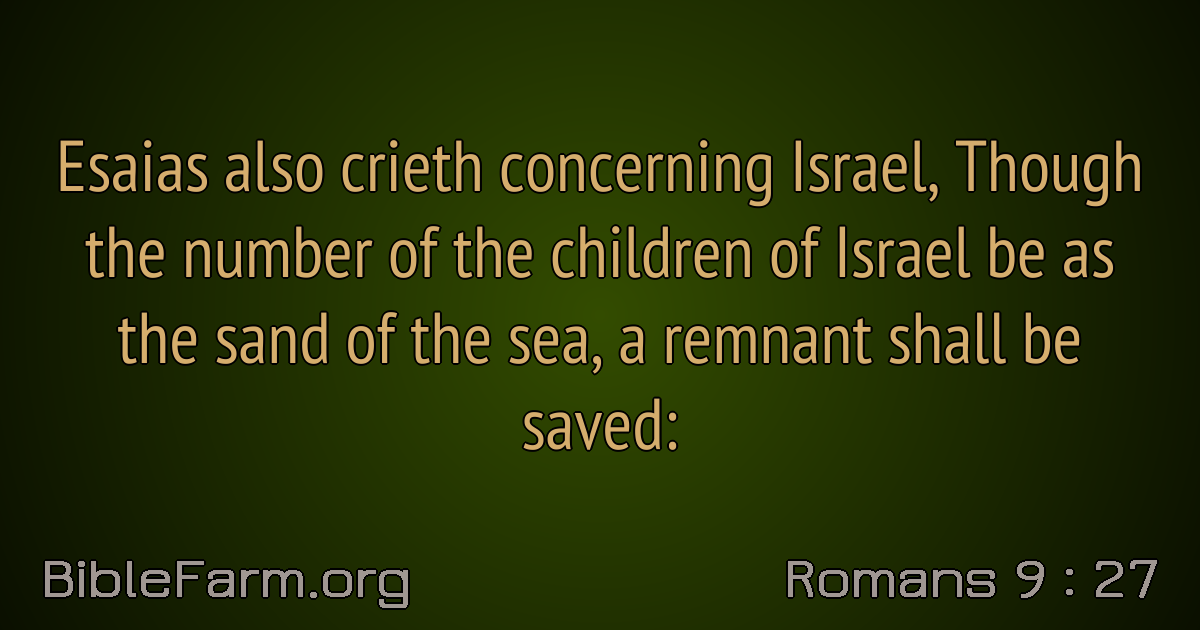 Esaias also crieth concerning Israel, Though
the number of the children of Israel be as
the sand of the sea, a remnant shall be
saved:
BibleFarm.org
Romans 9 : 27